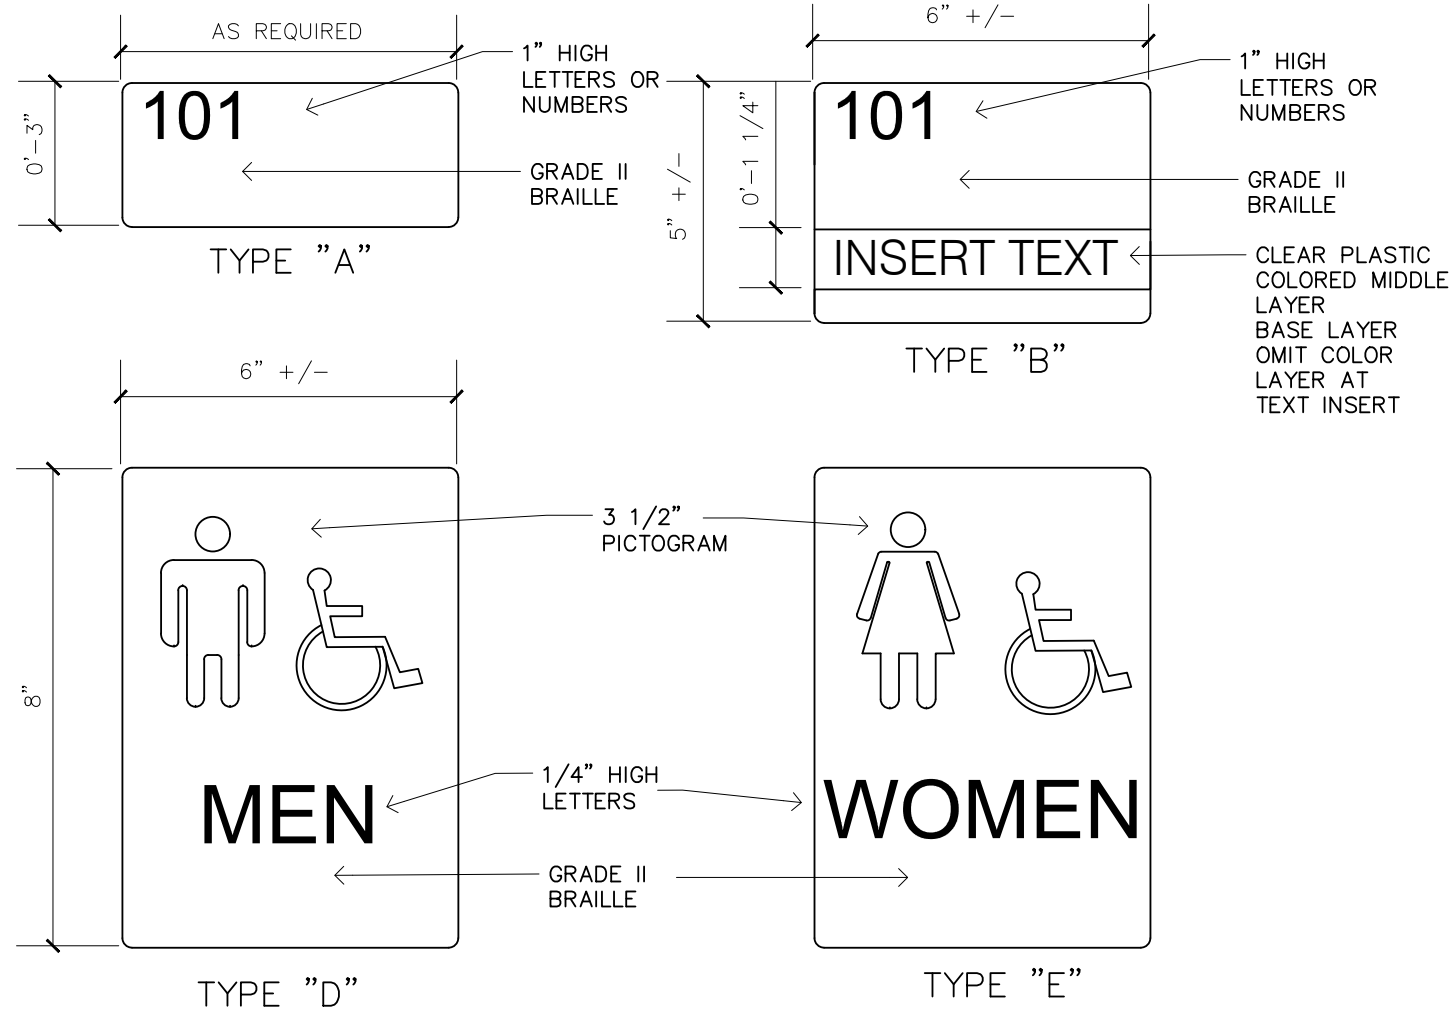 AS REQUIRED
1” HIGH
LETTERS OR
NUMBERS
0'-3”
101
GRADE II
BRAILLE
TYPE ”A”
6” +/-
1” HIGH
LETTERS OR
NUMBERS
5” +/-
0'-1 1/4”
101
GRADE II
BRAILLE
INSERT TEXT
CLEAR PLASTIC
COLORED MIDDLE
LAYER
BASE LAYER
OMIT COLOR
LAYER AT
TEXT INSERT
TYPE ”B”
6” +/-
8”
3 1/2”
PICTOGRAM
MEN
1/4” HIGH
LETTERS
WOMEN
GRADE II
BRAILLE
TYPE ”D”
TYPE ”E”